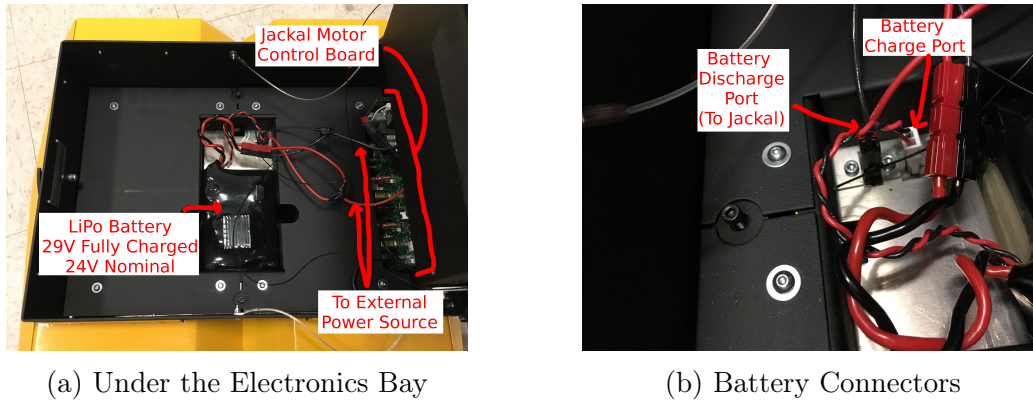 Jackal Motor
Control Board
LiPo Battery
29V Fully Charged
24V Nominal
To External
Power Source
(a) Under the Electronics Bay
Battery
Charge Port
Battery
Discharge
Port
(To Jackal)
(b) Battery Connectors